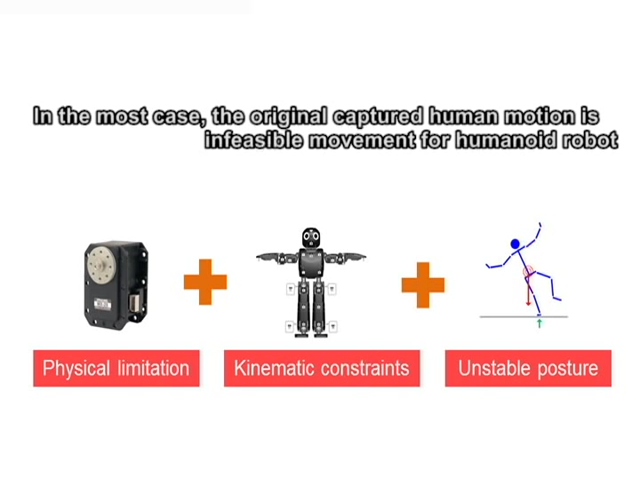 In the most case, the original captured human motion is
infeasible movement for humanoid robot
Physical limitation
Kinematic constraints
Unstable posture